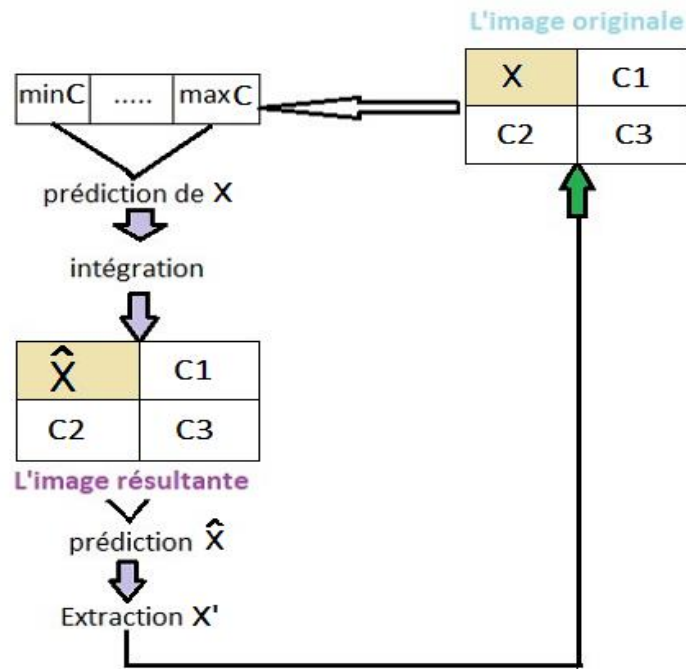 L'image originale
X C1
C2 C3
minC ..... maxC
prédiction de X
intégration
X̂ C1
C2 C3
L'image résultante
prédiction X̂
Extraction X'